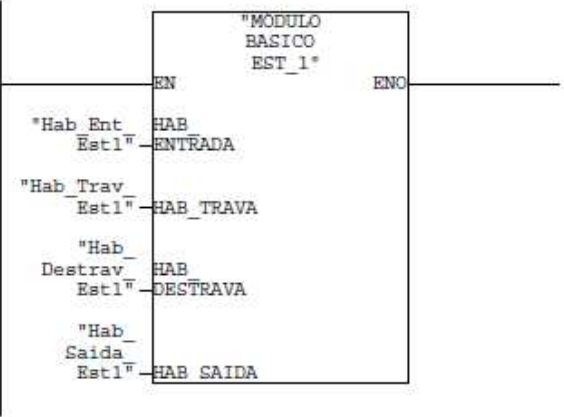 "MÓDULO
BASICO
EST_1"
EN ENO
"Hab_Ent_ HAB_
Est1" ENTRADA
"Hab_Trav_
Est1" HAB_TRAVA
"Hab_
Destrav_ HAB_
Est1" DESTRAVA
"Hab_
Saida_
Est1" HAB_SAIDA